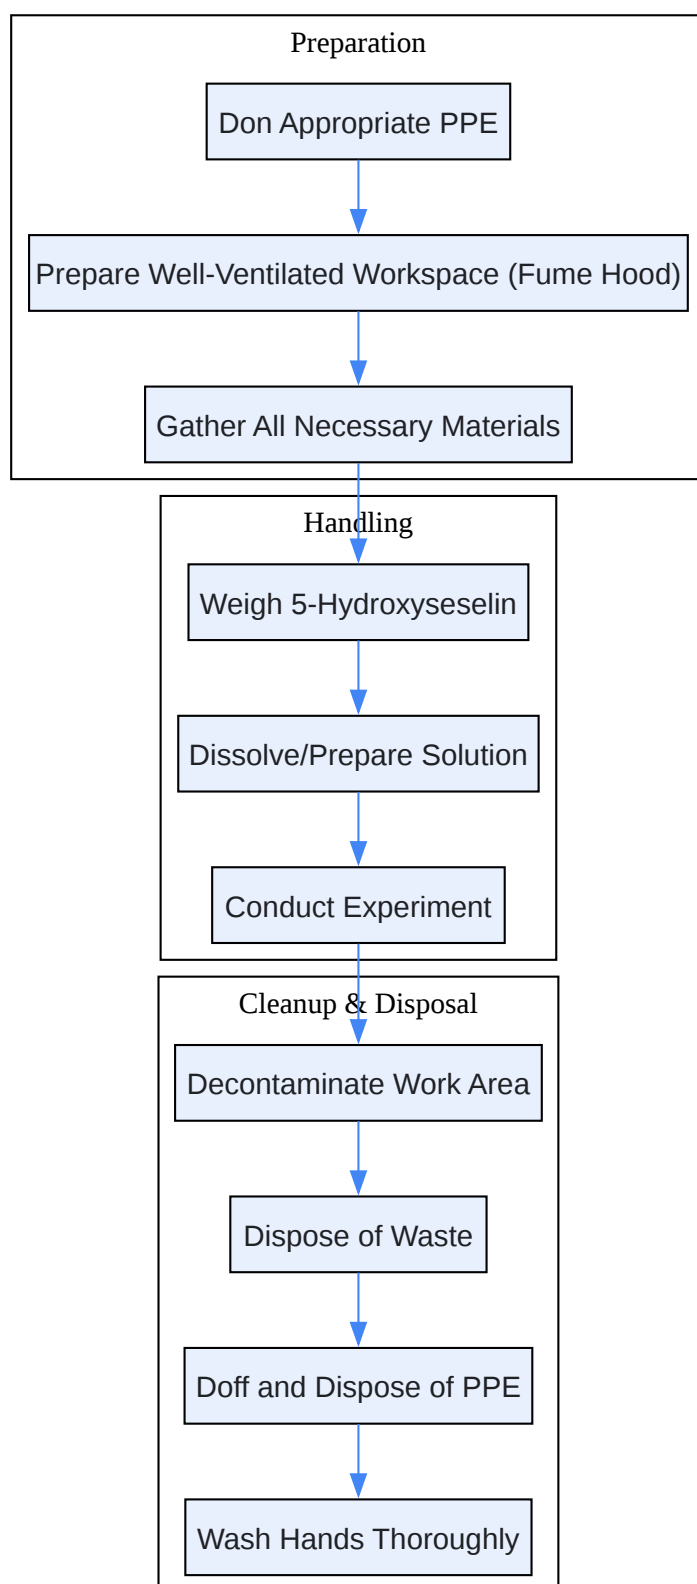 Preparation
Don Appropriate PPE
Prepare Well-Ventilated Workspace (Fume Hood)
Gather All Necessary Materials
Handling
Weigh 5-Hydroxyseselin
Dissolve/Prepare Solution
Conduct Experiment
Cleanup & Disposal
Decontaminate Work Area
Dispose of Waste
Doff and Dispose of PPE
Wash Hands Thoroughly